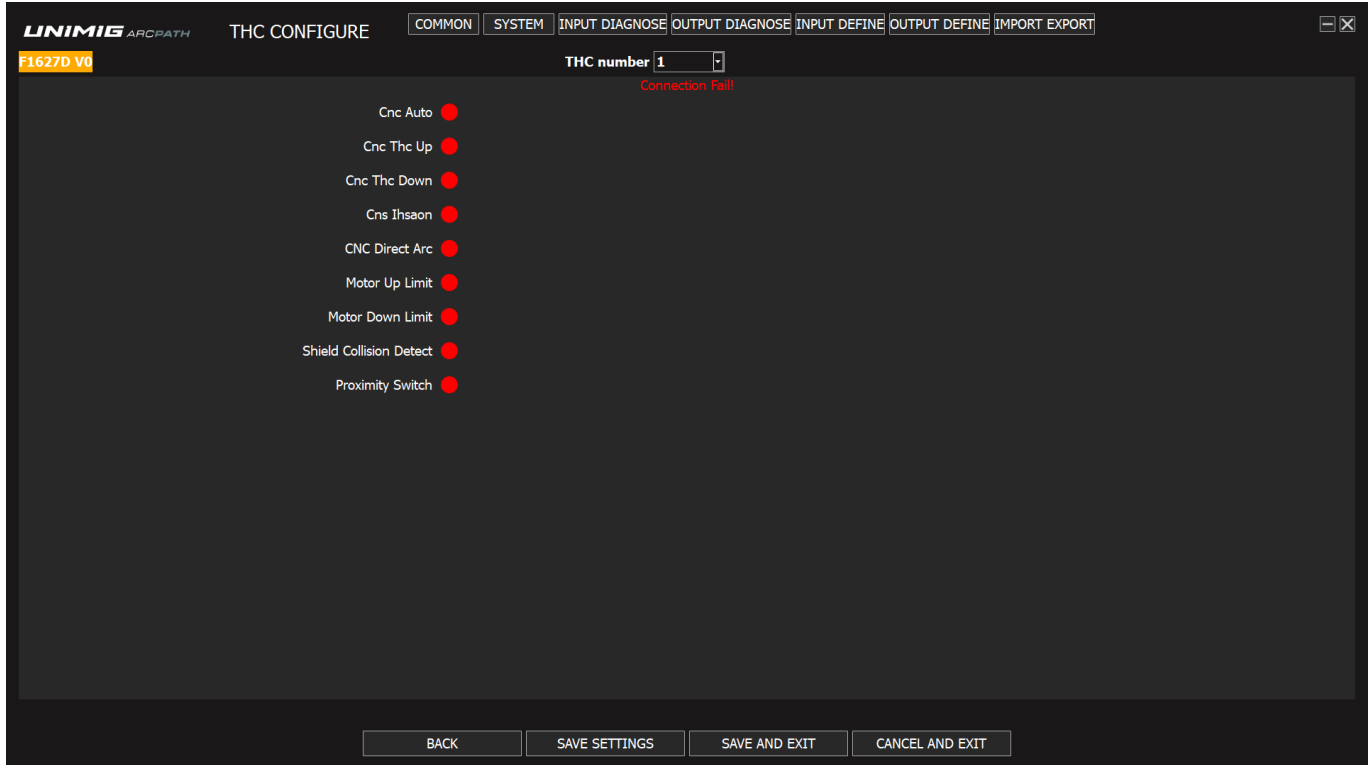 UNIMIG ARCPATH THC CONFIGURE COMMON SYSTEM INPUT DIAGNOSE OUTPUT DIAGNOSE INPUT DEFINE OUTPUT DEFINE IMPORT EXPORT
F1627D V0 THC number 1
Connection Fail!
Cnc Auto
Cnc Thc Up
Cnc Thc Down
Cns Ihsaon
CNC Direct Arc
Motor Up Limit
Motor Down Limit
Shield Collision Detect
Proximity Switch
BACK SAVE SETTINGS SAVE AND EXIT CANCEL AND EXIT